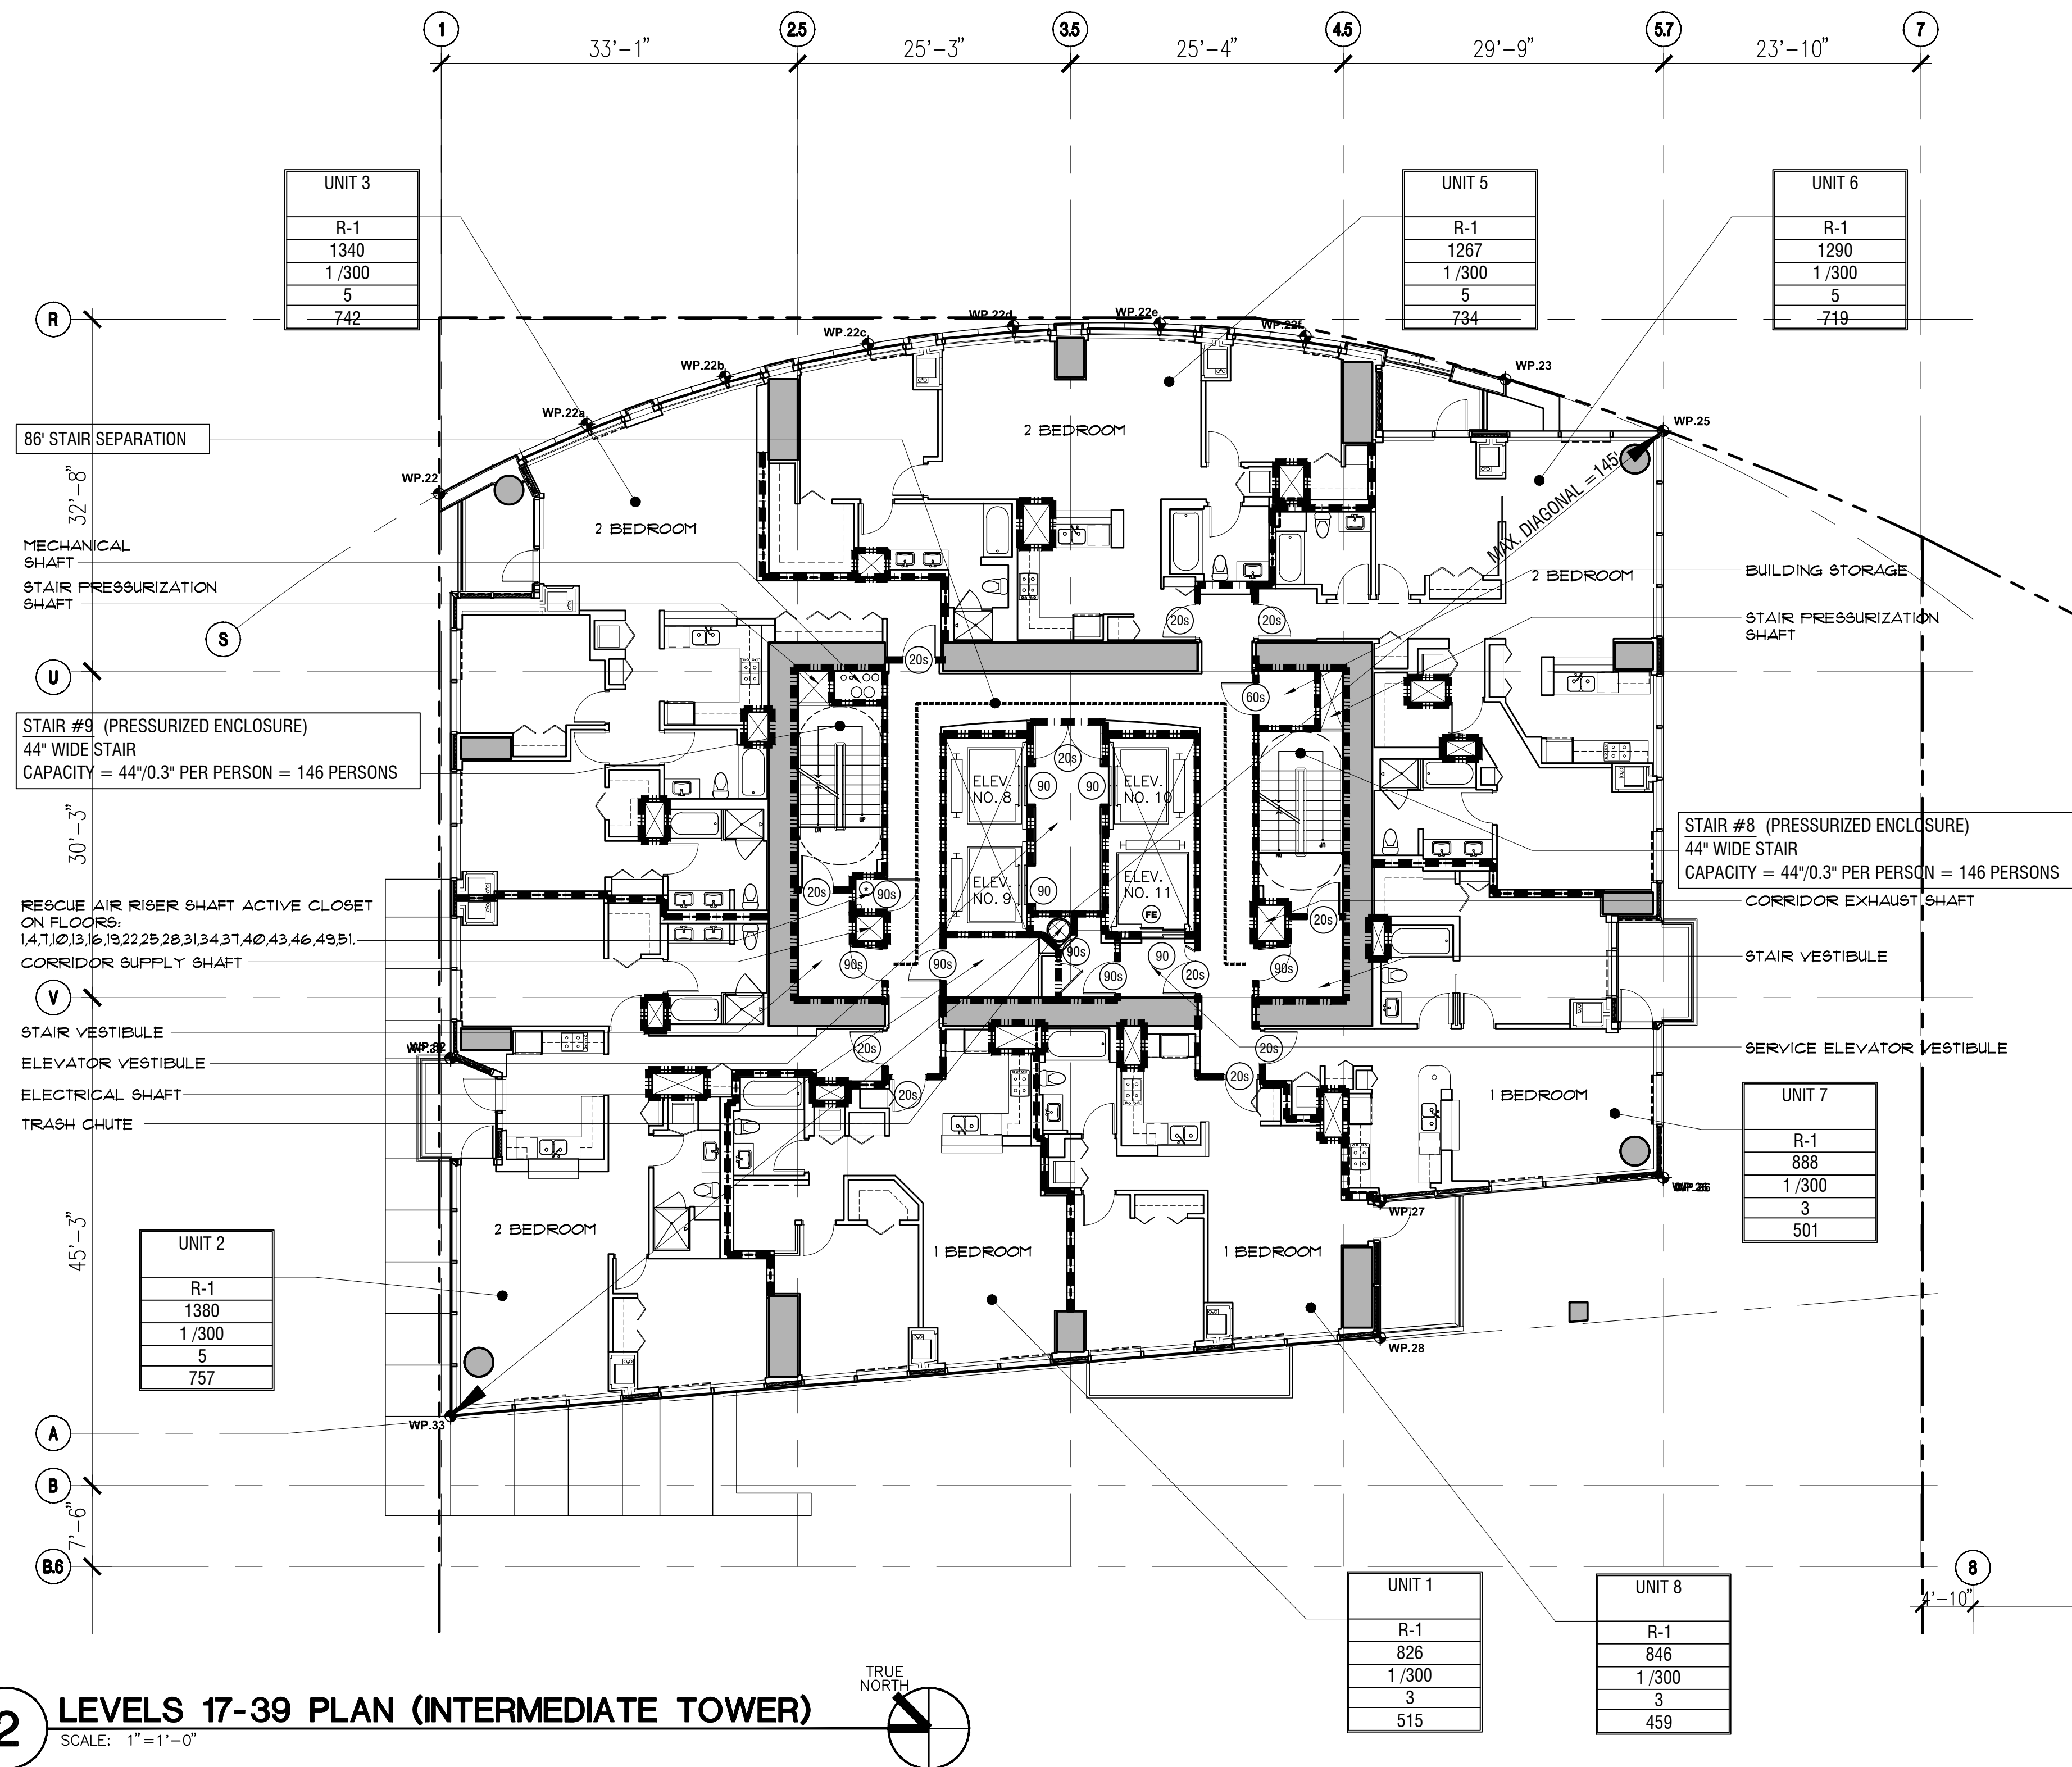 1
2.5
3.5
4.5
5.7
7
33'-1"
25'-3"
25'-4"
29'-9"
23'-10"
UNIT 3
R-1
1340
1 /300
5
742
UNIT 5
R-1
1267
1 /300
5
734
UNIT 6
R-1
1290
1 /300
5
719
R
WP.22d
WP.22e
WP.22f
WP.22c
WP.22b
WP.23
WP.22a
WP.25
86' STAIR SEPARATION
2 BEDROOM
WP.22
32'-8"
MAX. DIAGONAL = 145'
2 BEDROOM
MECHANICAL
SHAFT
2 BEDROOM
BUILDING STORAGE
STAIR PRESSURIZATION
SHAFT
STAIR PRESSURIZATION
SHAFT
S
20s
20s
20s
U
60s
STAIR #9 (PRESSURIZED ENCLOSURE)
44" WIDE STAIR
CAPACITY = 44"/0.3" PER PERSON = 146 PERSONS
20s
90
90
ELEV.
NO. 8
ELEV.
NO. 10
DN
UP
UP
DN
30'-3"
STAIR #8 (PRESSURIZED ENCLOSURE)
44" WIDE STAIR
CAPACITY = 44"/0.3" PER PERSON = 146 PERSONS
20s
90s
ELEV.
NO. 9
90
ELEV.
NO. 11
FE
20s
RESCUE AIR RISER SHAFT ACTIVE CLOSET
ON FLOORS:
1,4,7,10,13,16,19,22,25,28,31,34,37,40,43,46,49,51.
CORRIDOR EXHAUST SHAFT
CORRIDOR SUPPLY SHAFT
90s
90s
90s
90s
90
20s
90s
STAIR VESTIBULE
V
STAIR VESTIBULE
ELEVATOR VESTIBULE
20s
20s
SERVICE ELEVATOR VESTIBULE
ELECTRICAL SHAFT
20s
20s
TRASH CHUTE
1 BEDROOM
UNIT 7
R-1
888
1 /300
3
501
WP.26
WP.27
45'-3"
2 BEDROOM
1 BEDROOM
1 BEDROOM
UNIT 2
R-1
1380
1 /300
5
757
WP.28
WP.33
A
B
7'-6"
B.6
8
4'-10"
UNIT 1
R-1
826
1 /300
3
515
UNIT 8
R-1
846
1 /300
3
459
TRUE
NORTH
2
LEVELS 17-39 PLAN (INTERMEDIATE TOWER)
SCALE: 1"=1'-0"